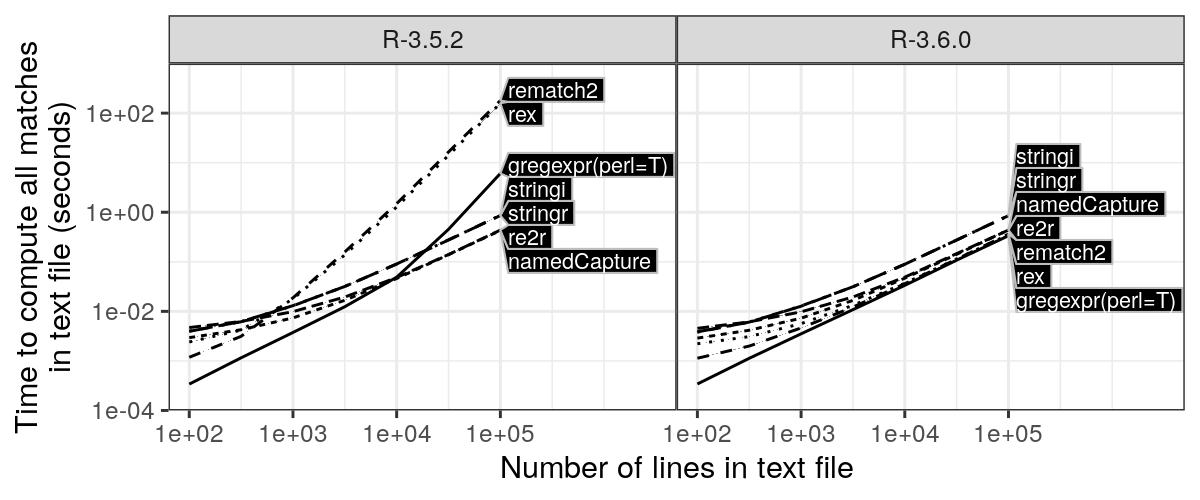 R-3.5.2
R-3.6.0
Time to compute all matches
in text file (seconds)
1e+02
1e+00
1e-02
1e-04
rematch2
rex
gregexpr(perl=T)
stringi
stringr
re2r
namedCapture
stringi
stringr
namedCapture
re2r
rematch2
rex
gregexpr(perl=T)
1e+02
1e+03
1e+04
1e+05
1e+02
1e+03
1e+04
1e+05
Number of lines in text file